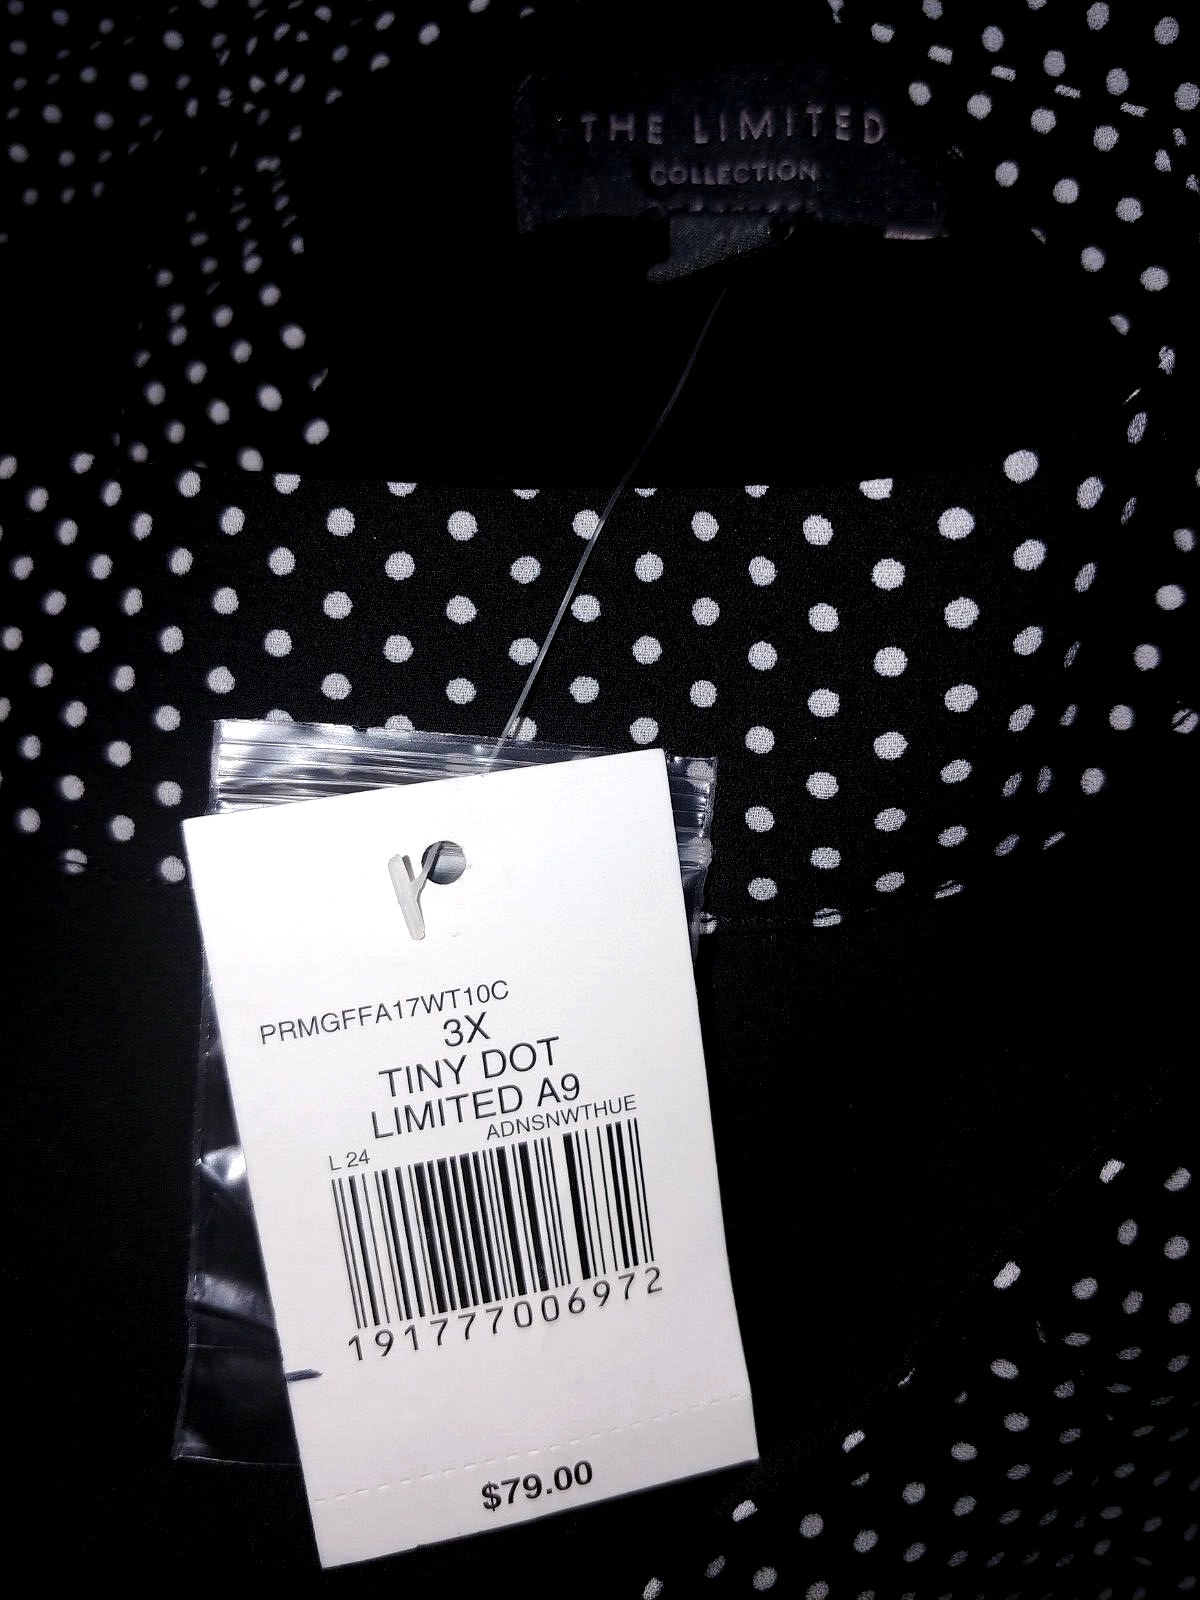 THE LIMITED
COLLECTION
PRMGFFA17WT10C
3X
TINY DOT
LIMITED A9
ADNSNWTHUE
L 24
191777006972
$79.00